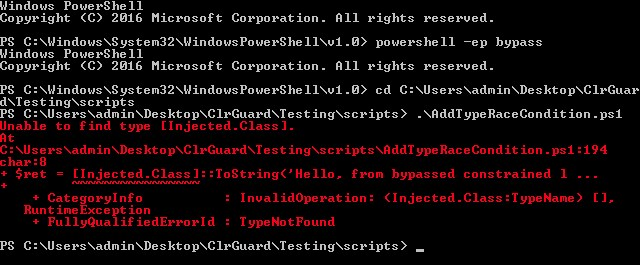 Windows PowerShell
Copyright (C) 2016 Microsoft Corporation. All rights reserved.
PS C:\Windows\System32\WindowsPowerShell\v1.0> powershell -ep bypass
Windows PowerShell
Copyright (C) 2016 Microsoft Corporation. All rights reserved.
PS C:\Windows\System32\WindowsPowerShell\v1.0> cd C:\Users\admin\Desktop\ClrGuar
d\Testing\scripts
PS C:\Users\admin\Desktop\ClrGuard\Testing\scripts> .\AddTypeRaceCondition.ps1
Unable to find type [Injected.Class].
At
C:\Users\admin\Desktop\ClrGuard\Testing\scripts\AddTypeRaceCondition.ps1:194
char:8
+ $ret = [Injected.Class]::ToString('Hello, from bypassed constrained l ...
+        ~~~~~~~~~~~~~~~~
    + CategoryInfo          : InvalidOperation: (Injected.Class:TypeName) [],
   RuntimeException
    + FullyQualifiedErrorId : TypeNotFound
PS C:\Users\admin\Desktop\ClrGuard\Testing\scripts> _